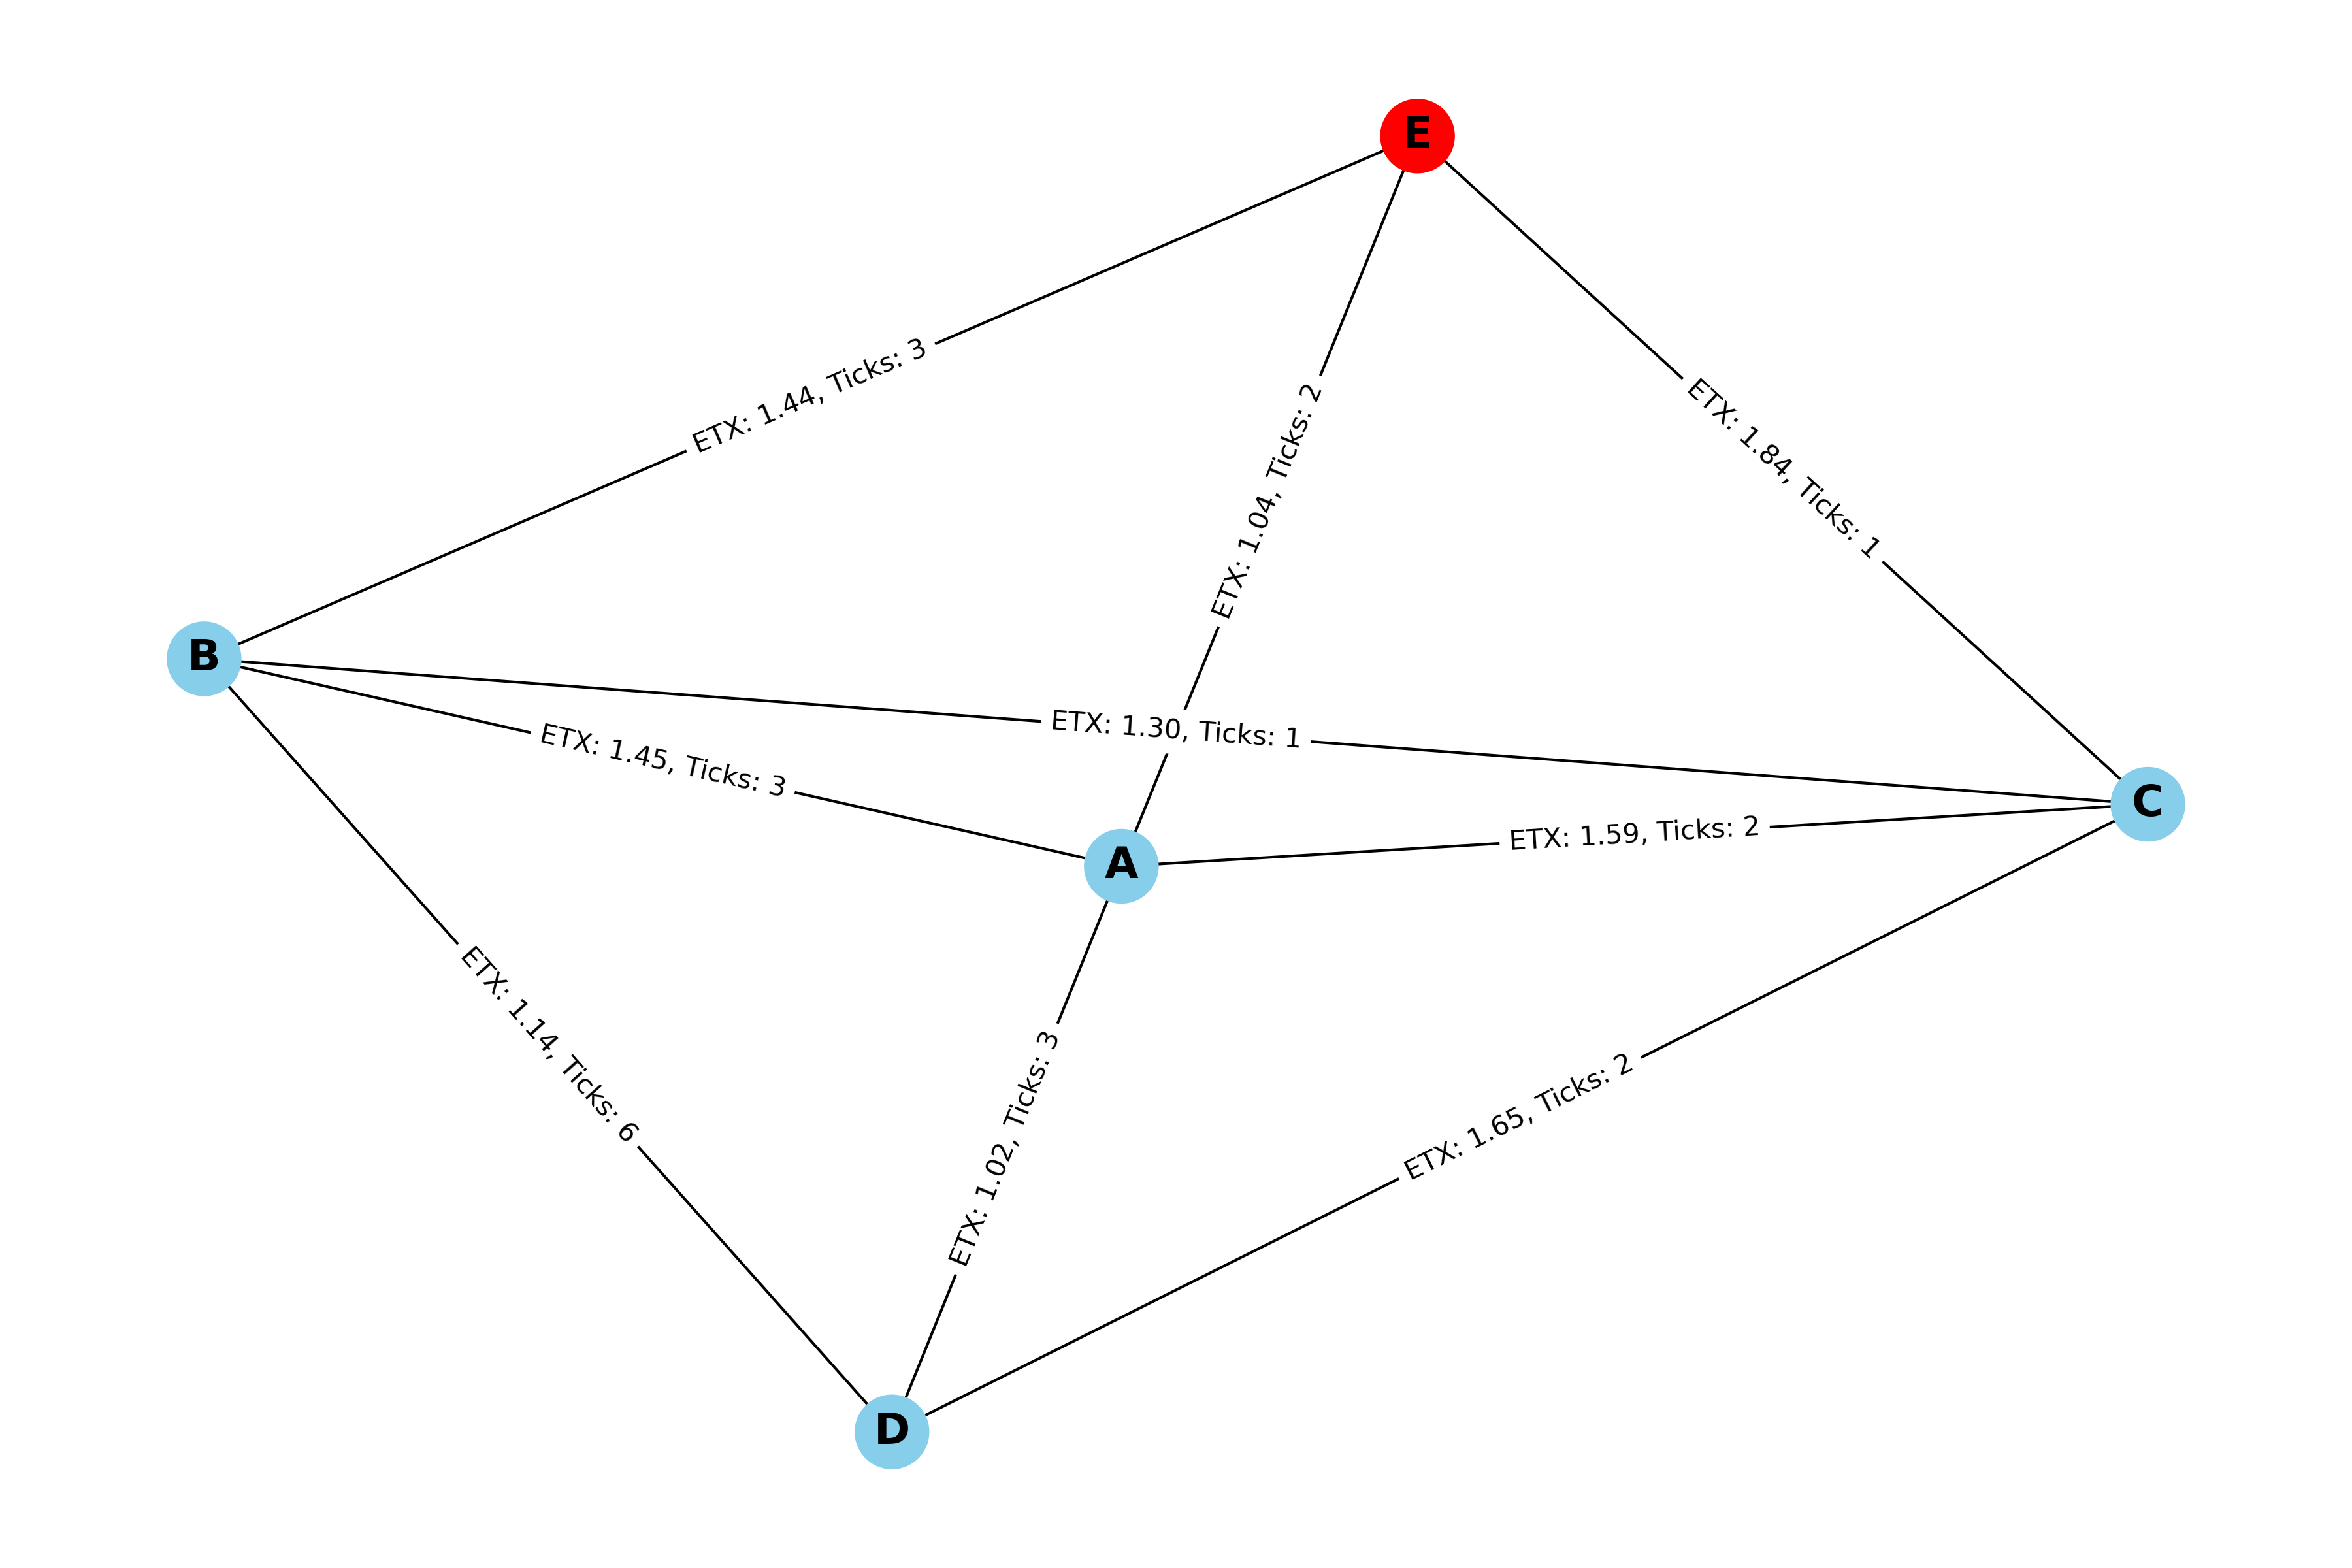 E
ETX: 1.44, Ticks: 3
ETX: 1.04, Ticks: 2
ETX: 1.84, Ticks: 1
B
ETX: 1.30, Ticks: 1
ETX: 1.45, Ticks: 3
C
ETX: 1.59, Ticks: 2
A
ETX: 1.14, Ticks: 6
ETX: 1.02, Ticks: 3
ETX: 1.65, Ticks: 2
D